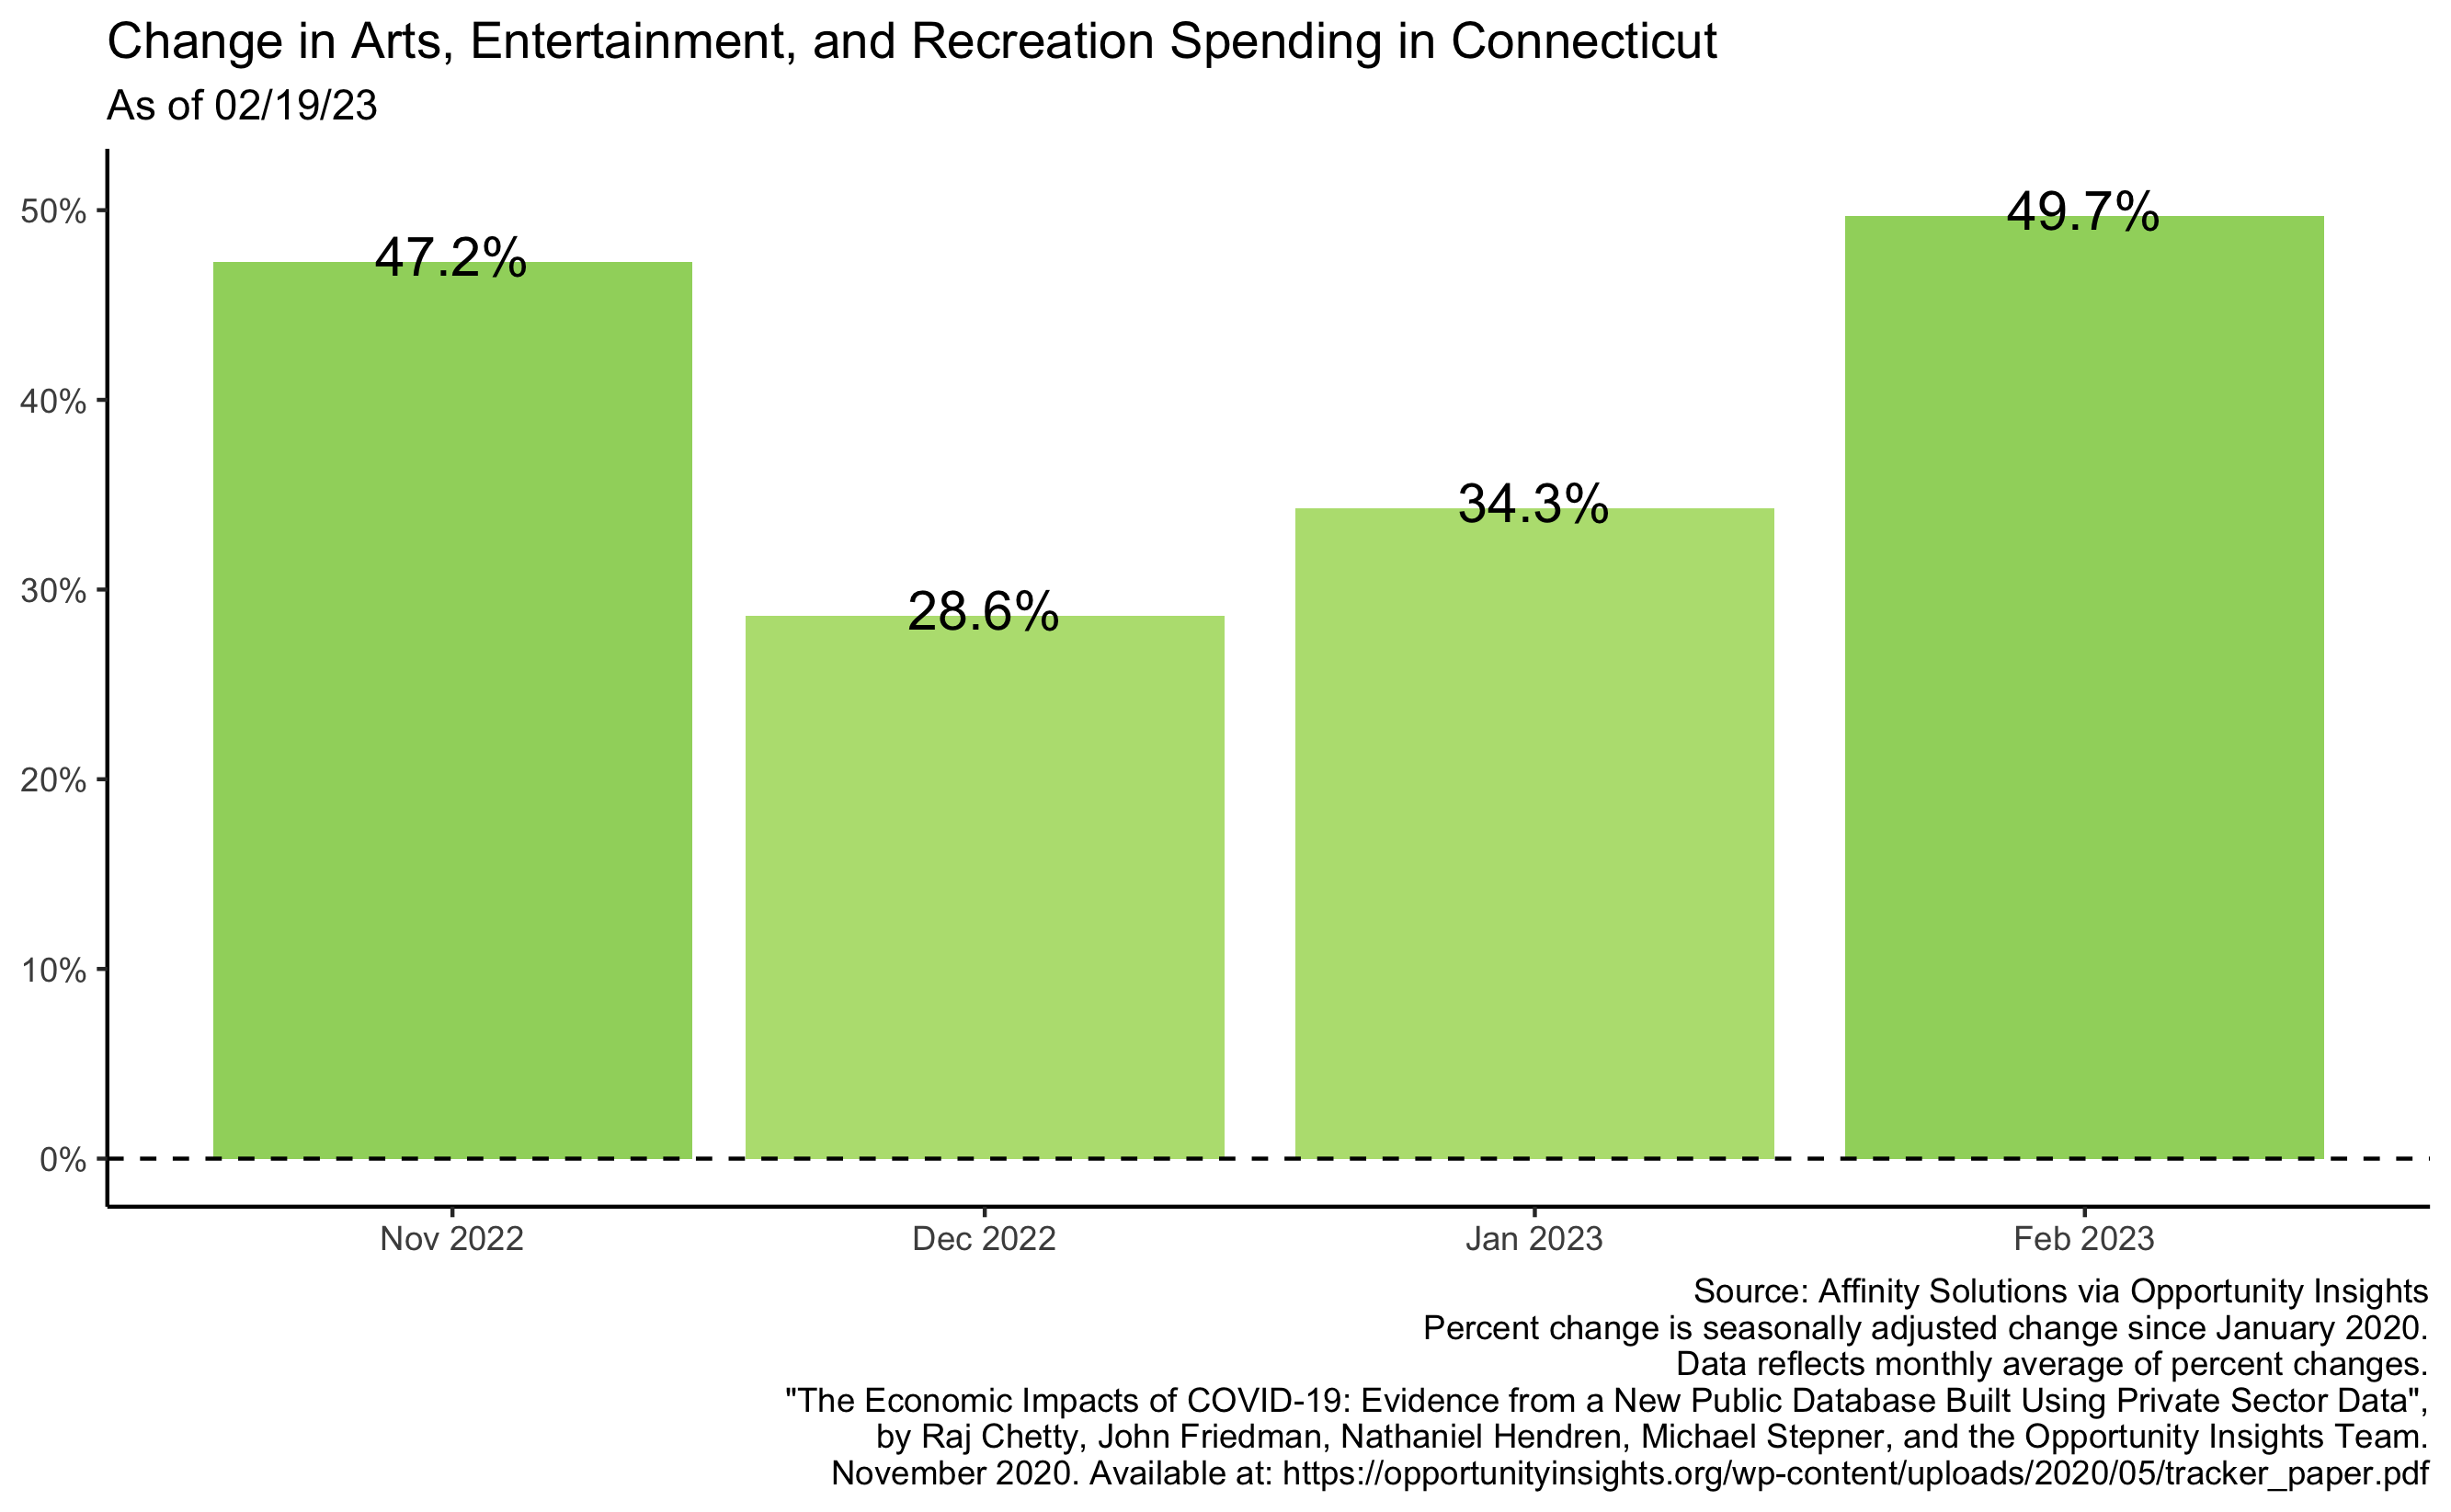 Change in Arts, Entertainment, and Recreation Spending in Connecticut
As of 02/19/23
50%
40%
30%
20%
10%
0%
47.2%
28.6%
34.3%
49.7%
Nov 2022
Dec 2022
Jan 2023
Feb 2023
Source: Affinity Solutions via Opportunity Insights
Percent change is seasonally adjusted change since January 2020.
Data reflects monthly average of percent changes.
"The Economic Impacts of COVID-19: Evidence from a New Public Database Built Using Private Sector Data",
by Raj Chetty, John Friedman, Nathaniel Hendren, Michael Stepner, and the Opportunity Insights Team.
November 2020. Available at: https://opportunityinsights.org/wp-content/uploads/2020/05/tracker_paper.pdf